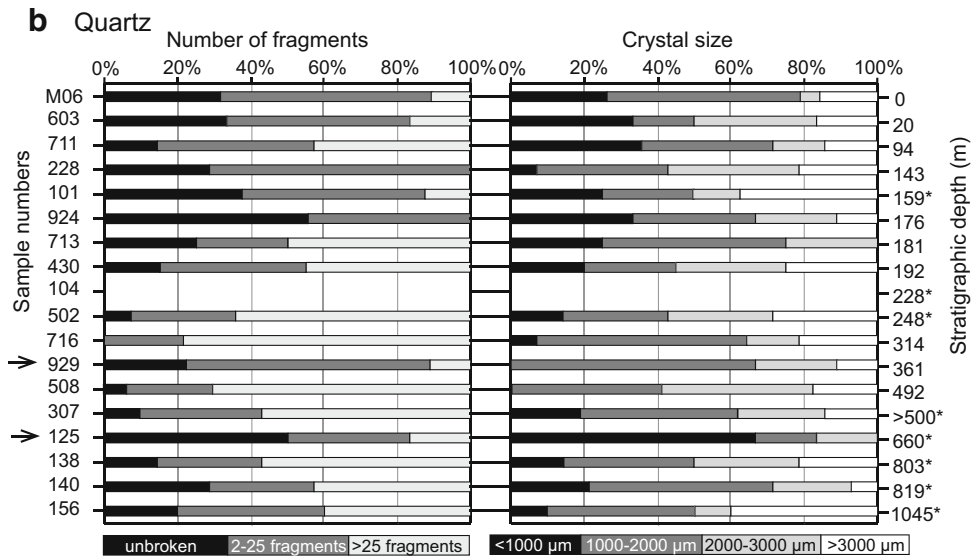 b Quartz
Number of fragments Crystal size
0% 20% 40% 60% 80% 100% 0% 20% 40% 60% 80% 100%
Sample numbers
Stratigraphic depth (m)
M06 0
603 20
711 94
228 143
101 159*
924 176
713 181
430 192
104 228*
502 248*
716 314
929 361
508 492
307 >500*
125 660*
138 803*
140 819*
156 1045*
unbroken 2-25 fragments >25 fragments <1000 µm 1000-2000 µm 2000-3000 µm >3000 µm